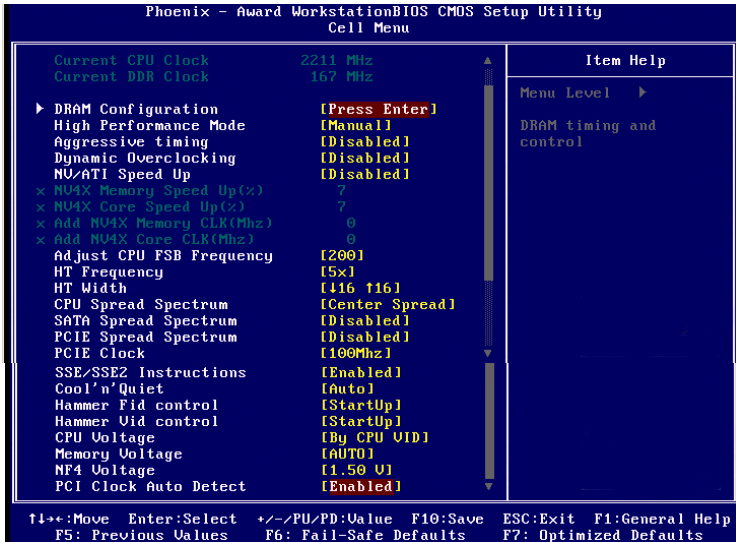 Phoenix - Award WorkstationBIOS CMOS Setup Utility
Cell Menu
Current CPU Clock 2211 MHz
Current DDR Clock 167 MHz
DRAM Configuration [Press Enter]
High Performance Mode [Manual]
Aggressive timing [Disabled]
Dynamic Overclocking [Disabled]
NV/ATI Speed Up [Disabled]
x NV4X Memory Speed Up(%) 7
x NV4X Core Speed Up(%) 7
x Add NV4X Memory CLK(Mhz) 0
x Add NV4X Core CLK(Mhz) 0
Adjust CPU FSB Frequency [200]
HT Frequency [5x]
HT Width [↓16 ↑16]
CPU Spread Spectrum [Center Spread]
SATA Spread Spectrum [Disabled]
PCIE Spread Spectrum [Disabled]
PCIE Clock [100Mhz]
SSE/SSE2 Instructions [Enabled]
Cool'n'Quiet [Auto]
Hammer Fid control [StartUp]
Hammer Vid control [StartUp]
CPU Voltage [By CPU VID]
Memory Voltage [AUTO]
NF4 Voltage [1.50 V]
PCI Clock Auto Detect [Enabled]
Item Help
Menu Level
DRAM timing and
control
↑↓→←:Move Enter:Select +/-/PU/PD:Value F10:Save ESC:Exit F1:General Help
F5: Previous Values F6: Fail-Safe Defaults F7: Optimized Defaults